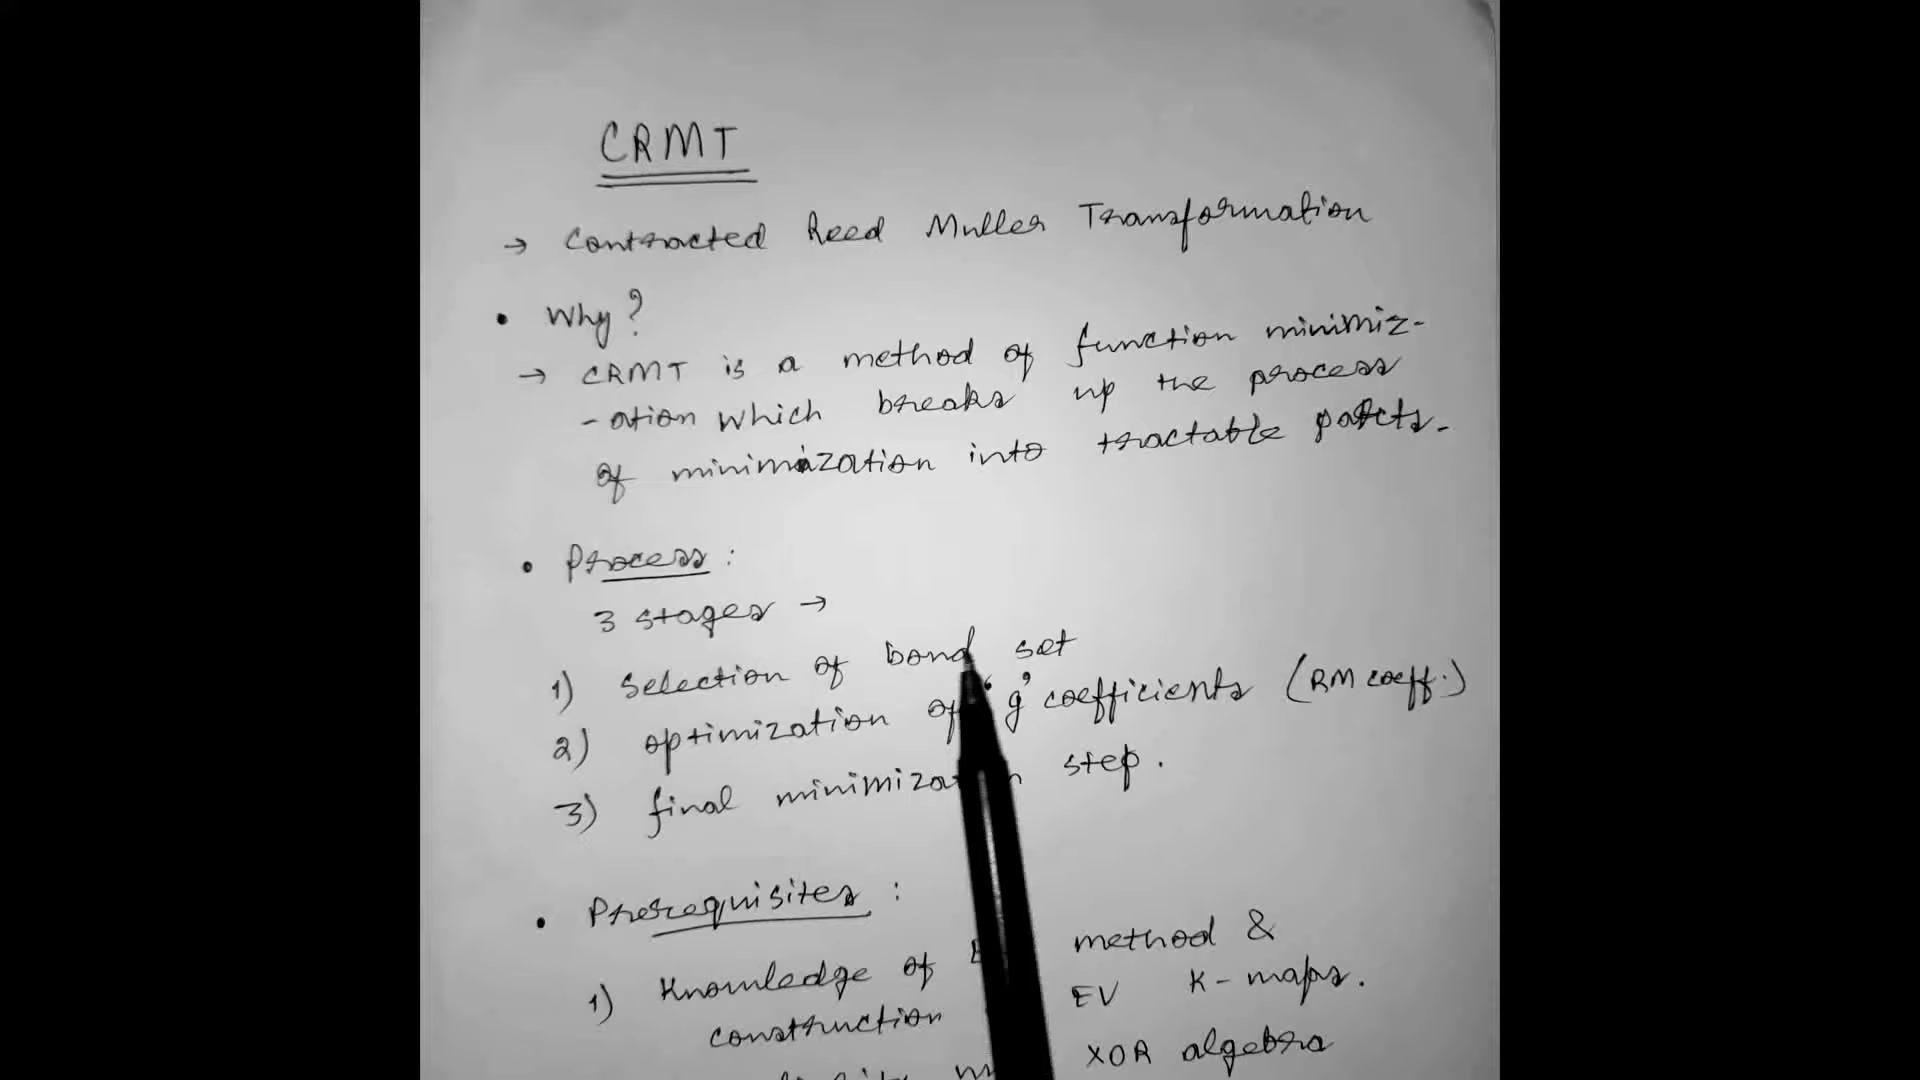 CRMT
→ Contracted Reed Muller Transformation
• Why?
→ CRMT is a method of function minimiz-
-ation which breaks up the process
of minimization into tractable parts.
• Process:
3 stages →
1) Selection of bond set
2) optimization of 'g' coefficients (RM coeff.)
3) final step.
• Prerequisites:
1) Knowledge of method &
construction EV K-maps.
XOR algebra